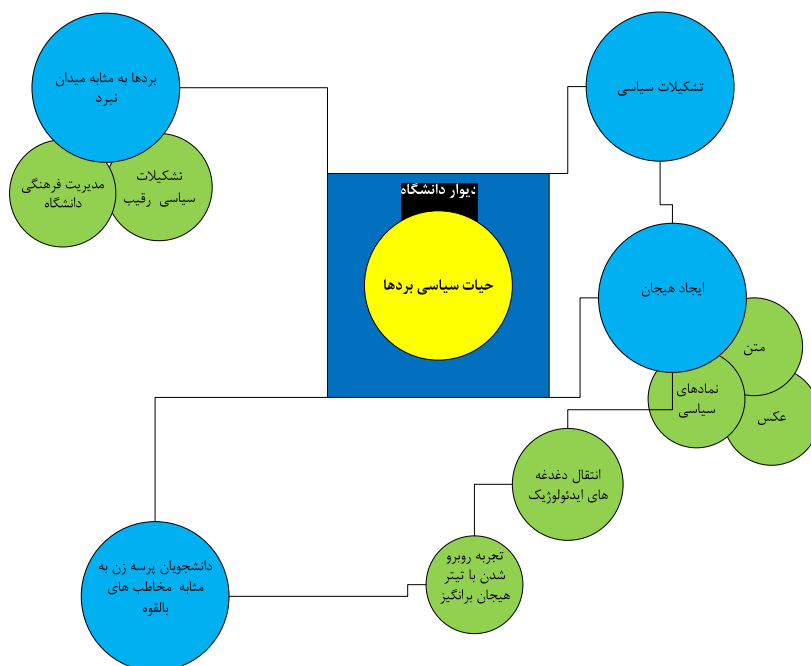 تشکیلات سیاسی
بردها به مثابه میدان
نبرد
تشکیلات
سیاسی رقیب
مدیریت فرهنگی
دانشگاه
دیوار دانشگاه
حیات سیاسی بردها
ایجاد هیجان
متن
نمادهای
سیاسی
عکس
انتقال دغدغه
های ایدئولوژیک
تجربه روبرو
شدن با تیتر
هیجان برانگیز
دانشجویان پرسه زن به
مثابه مخاطب های
بالقوه